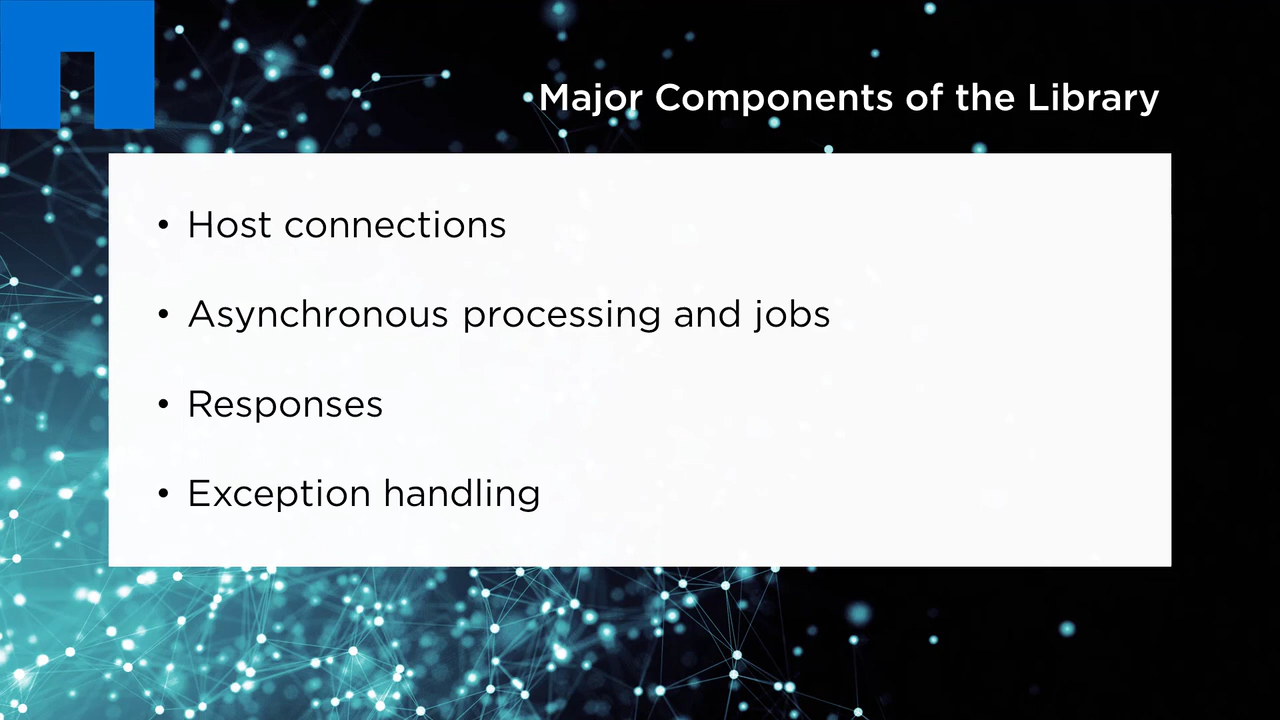 Major Components of the Library
• Host connections
• Asynchronous processing and jobs
• Responses
• Exception handling